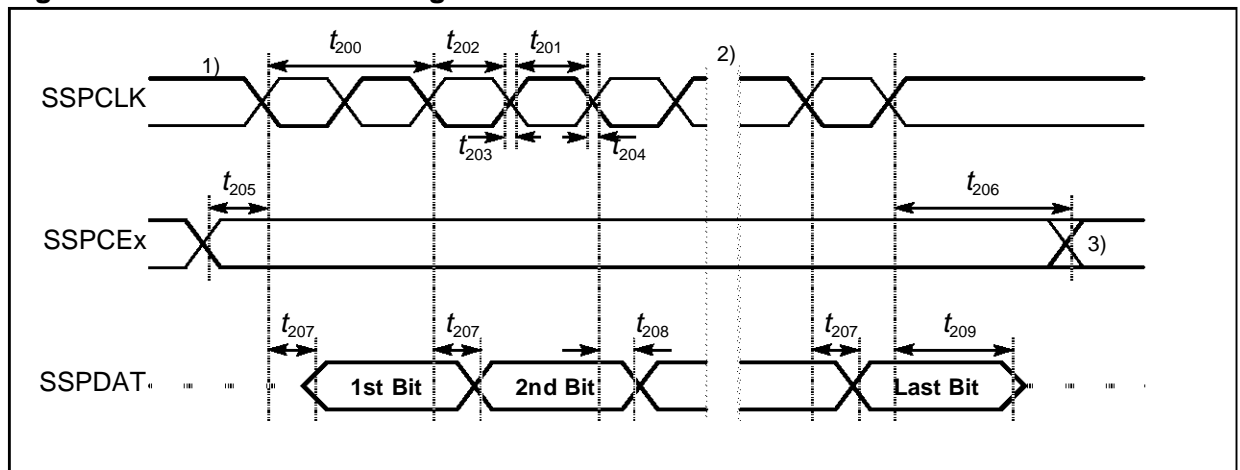 t200 t202 t201 2)
1)
SSPCLK
t203 t204
t205 t206
SSPCEx 3)
t207 t207 t208 t207 t209
SSPDAT 1st Bit 2nd Bit Last Bit